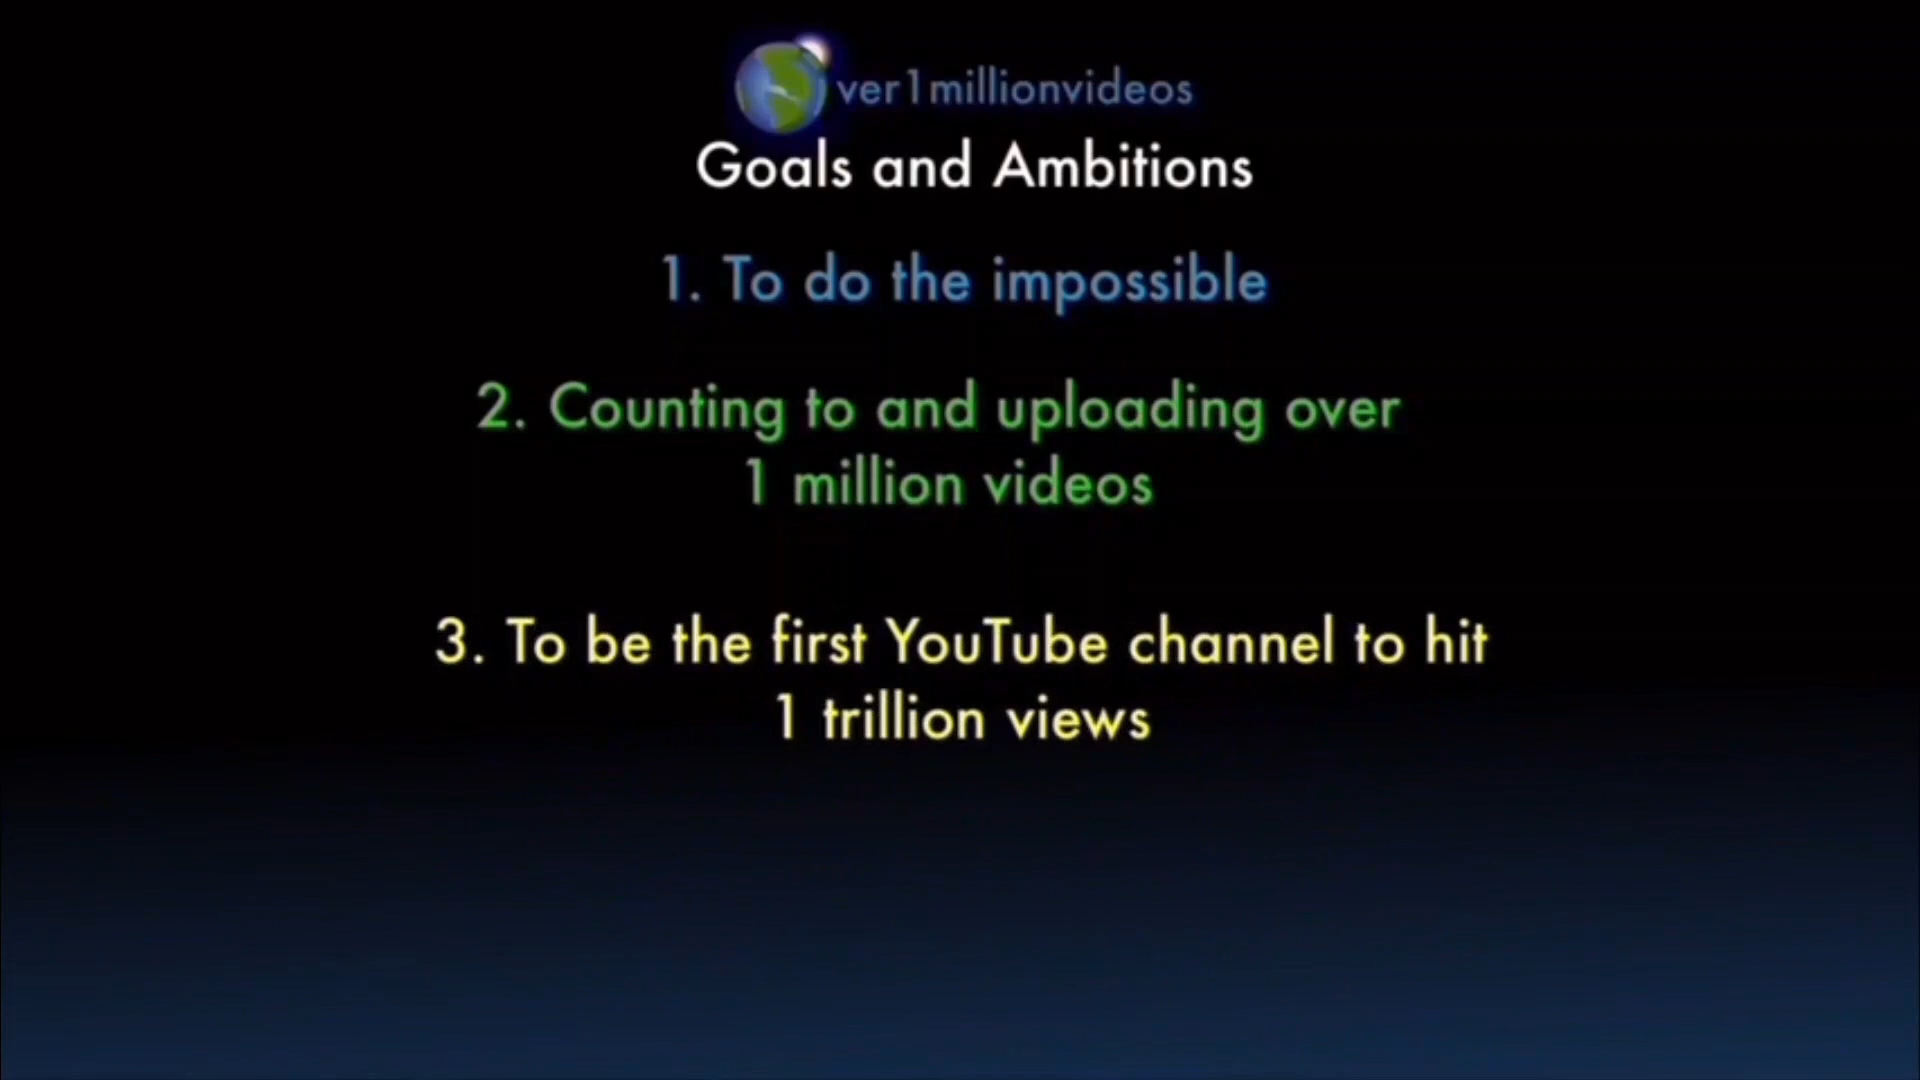 ver1millionvideos
Goals and Ambitions
1. To do the impossible
2. Counting to and uploading over
1 million videos
3. To be the first YouTube channel to hit
1 trillion views